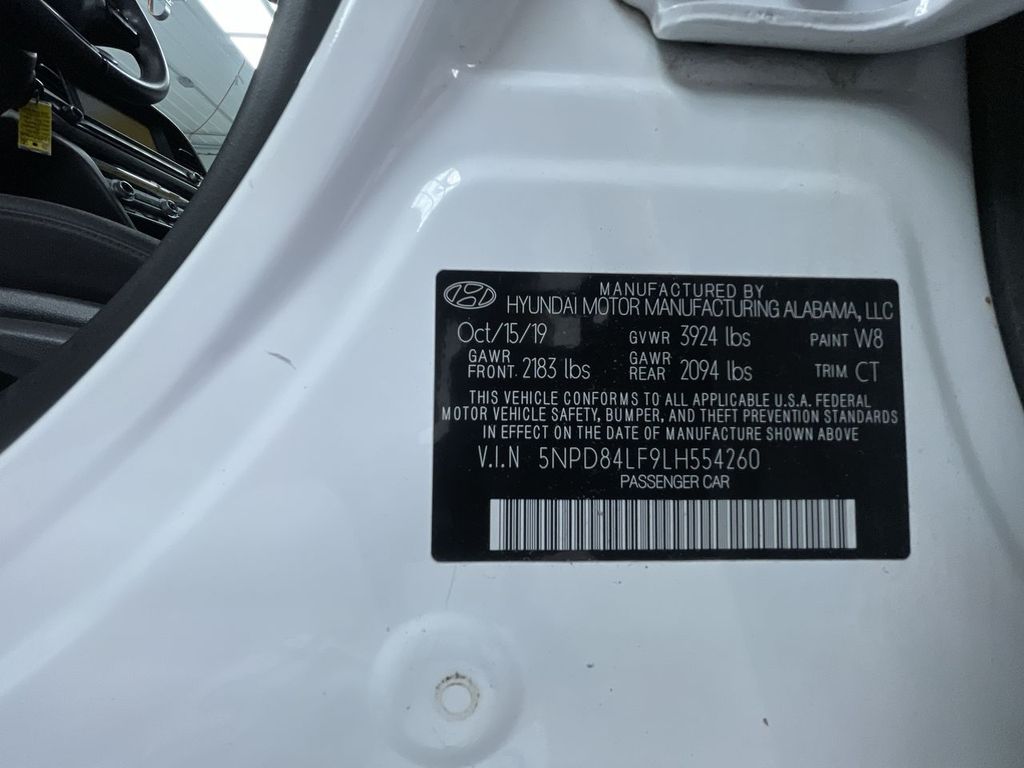 MANUFACTURED BY
HYUNDAI MOTOR MANUFACTURING ALABAMA, LLC
Oct/15/19 GVWR 3924 lbs PAINT W8
GAWR FRONT 2183 lbs GAWR REAR 2094 lbs TRIM CT
THIS VEHICLE CONFORMS TO ALL APPLICABLE U.S.A. FEDERAL
MOTOR VEHICLE SAFETY, BUMPER, AND THEFT PREVENTION STANDARDS
IN EFFECT ON THE DATE OF MANUFACTURE SHOWN ABOVE
V.I.N 5NPD84LF9LH554260
PASSENGER CAR